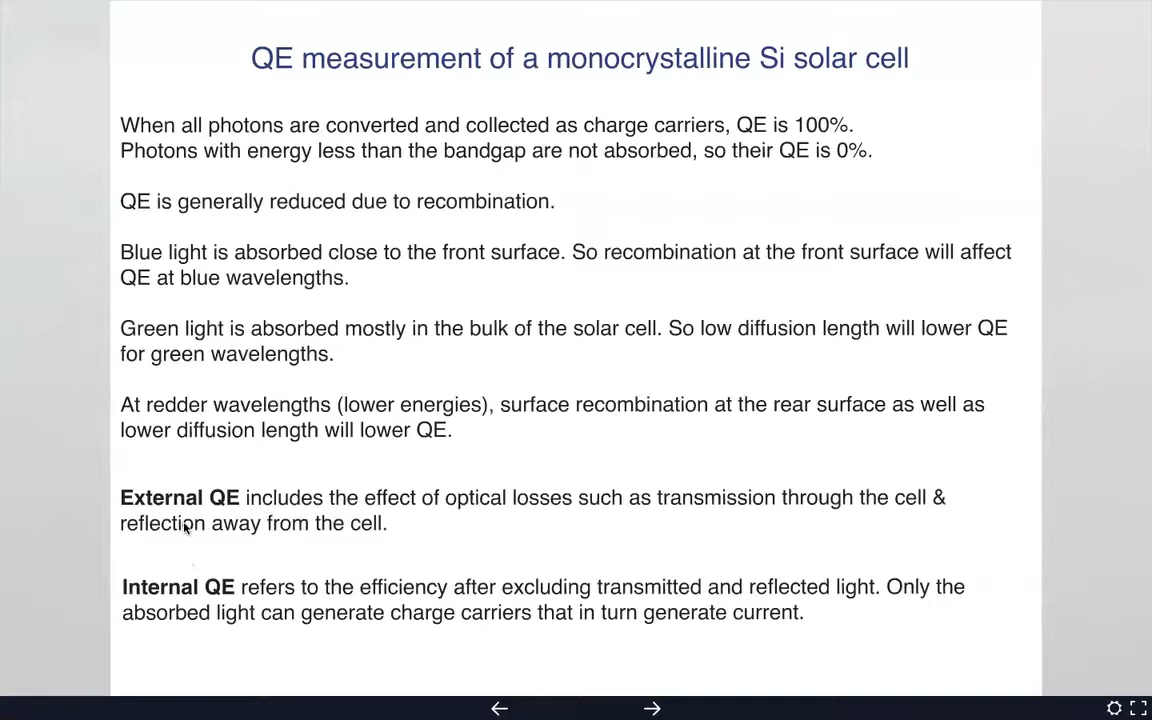 QE measurement of a monocrystalline Si solar cell
When all photons are converted and collected as charge carriers, QE is 100%.
Photons with energy less than the bandgap are not absorbed, so their QE is 0%.
QE is generally reduced due to recombination.
Blue light is absorbed close to the front surface. So recombination at the front surface will affect
QE at blue wavelengths.
Green light is absorbed mostly in the bulk of the solar cell. So low diffusion length will lower QE
for green wavelengths.
At redder wavelengths (lower energies), surface recombination at the rear surface as well as
lower diffusion length will lower QE.
External QE includes the effect of optical losses such as transmission through the cell &
reflection away from the cell.
Internal QE refers to the efficiency after excluding transmitted and reflected light. Only the
absorbed light can generate charge carriers that in turn generate current.